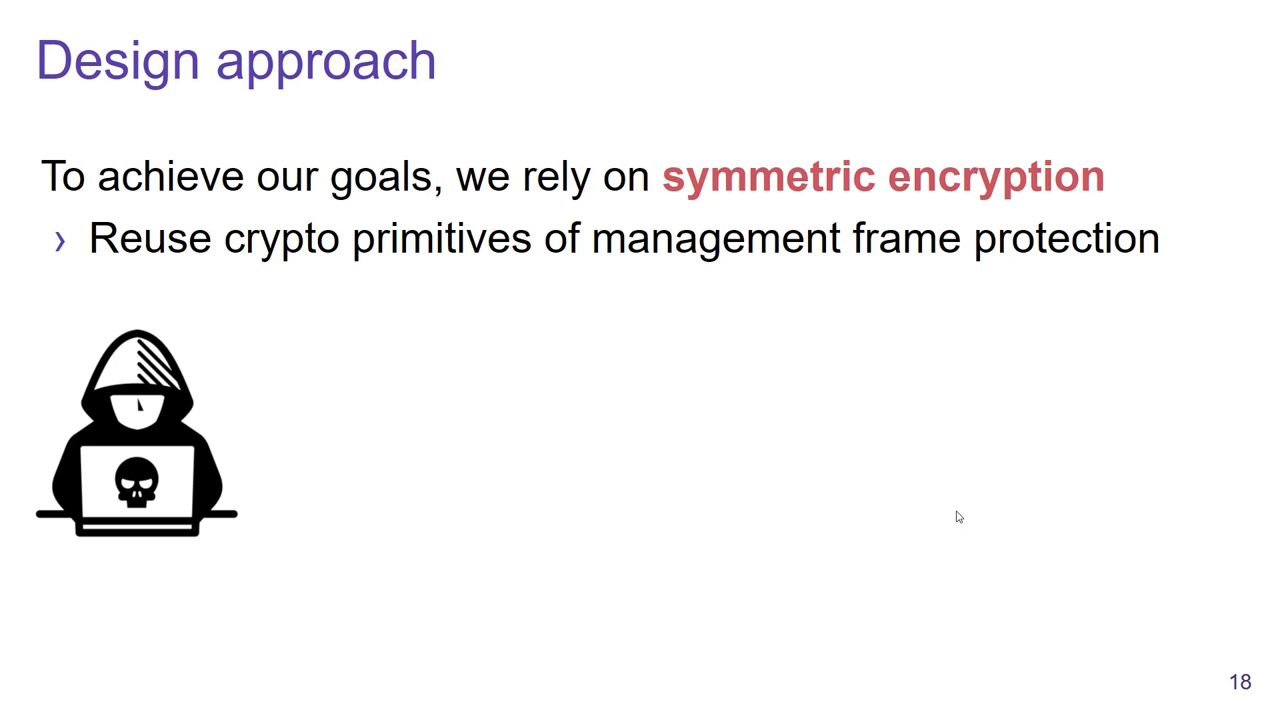 Design approach
To achieve our goals, we rely on symmetric encryption
› Reuse crypto primitives of management frame protection
18